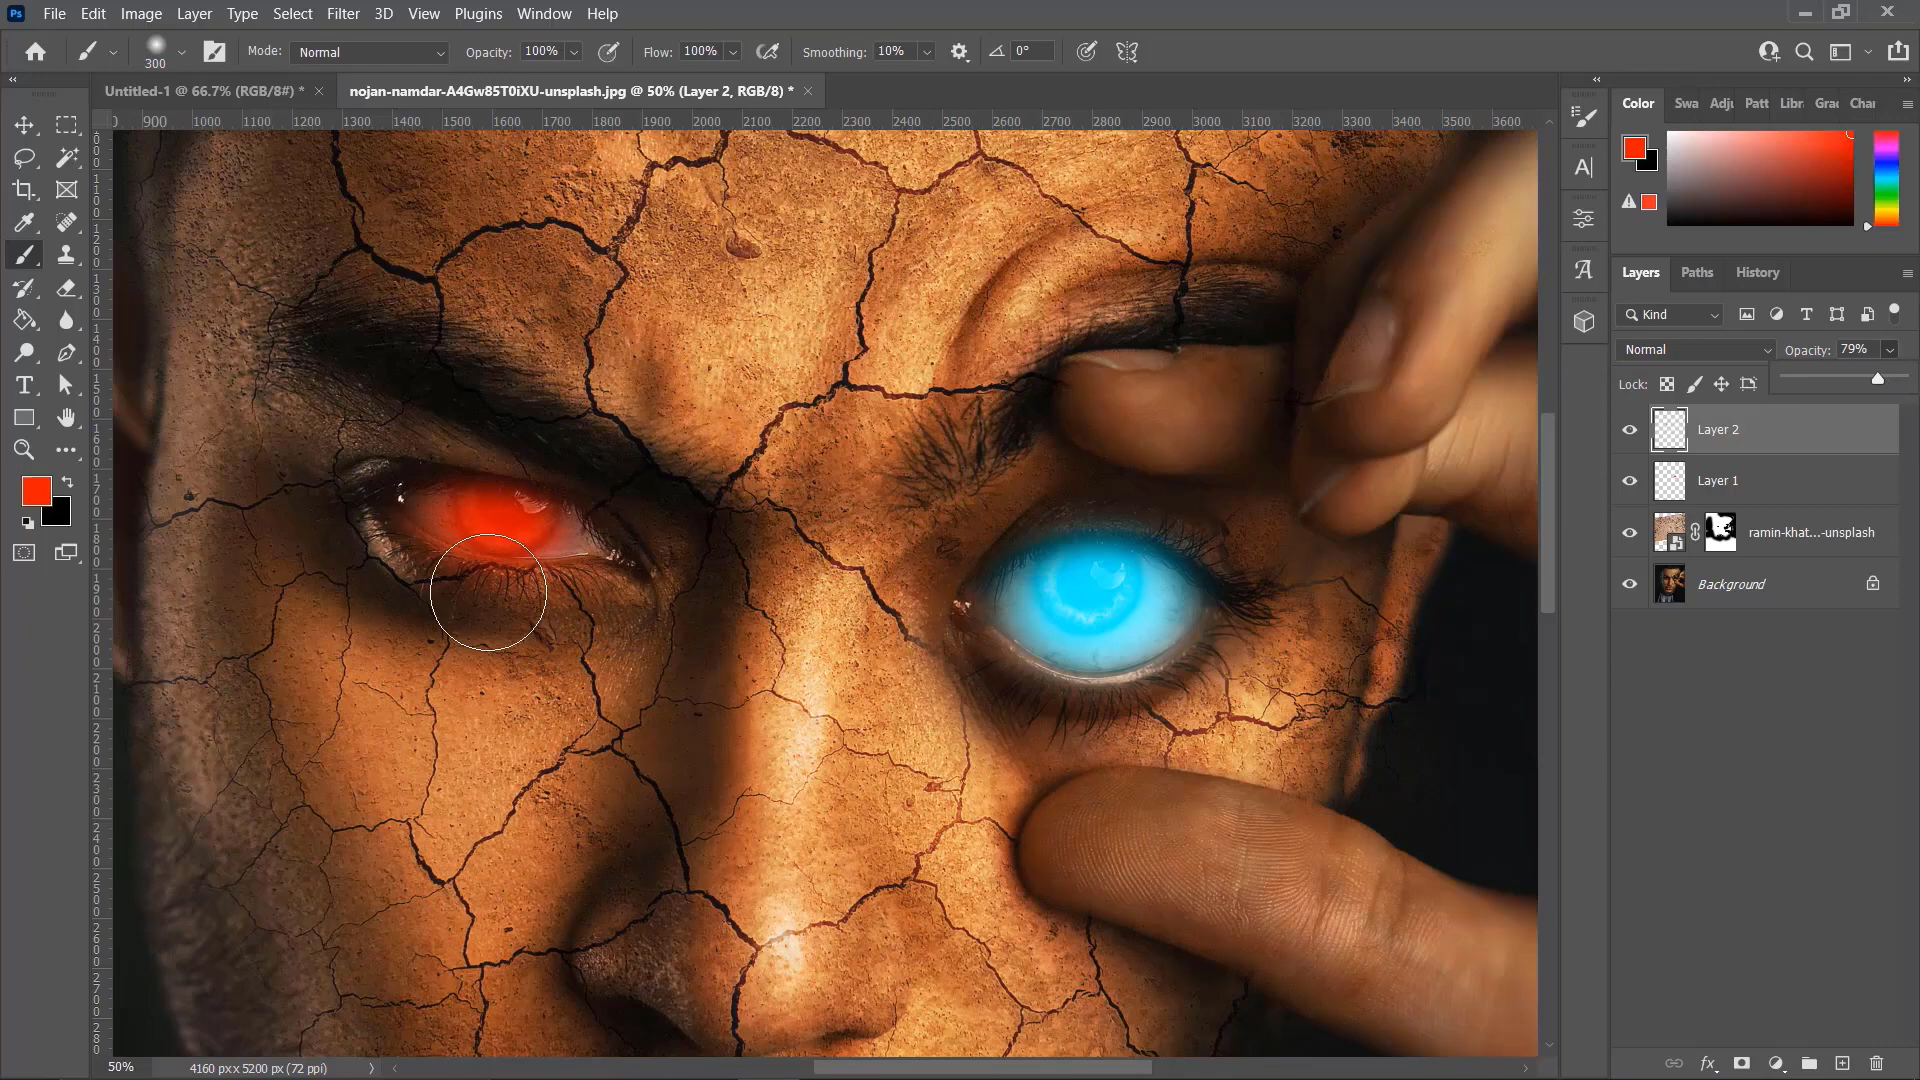 Ps File Edit Image Layer Type Select Filter 3D View Plugins Window Help
300 Mode: Normal Opacity: 100% Flow: 100% Smoothing: 10% 0°
Untitled-1 @ 66.7% (RGB/8#) * × nojan-namdar-A4Gw85T0iXU-unsplash.jpg @ 50% (Layer 2, RGB/8) * ×
900 1000 1100 1200 1300 1400 1500 1600 1700 1800 1900 2000 2100 2200 2300 2400 2500 2600 2700 2800 2900 3000 3100 3200 3300 3400 3500 3600
Color Swa Adju Patt Libr Grad Char
Layers Paths History
Kind
Normal Opacity: 79%
Lock:
Layer 2
Layer 1
ramin-khat...-unsplash
Background
fx
50% 4160 px x 5200 px (72 ppi)